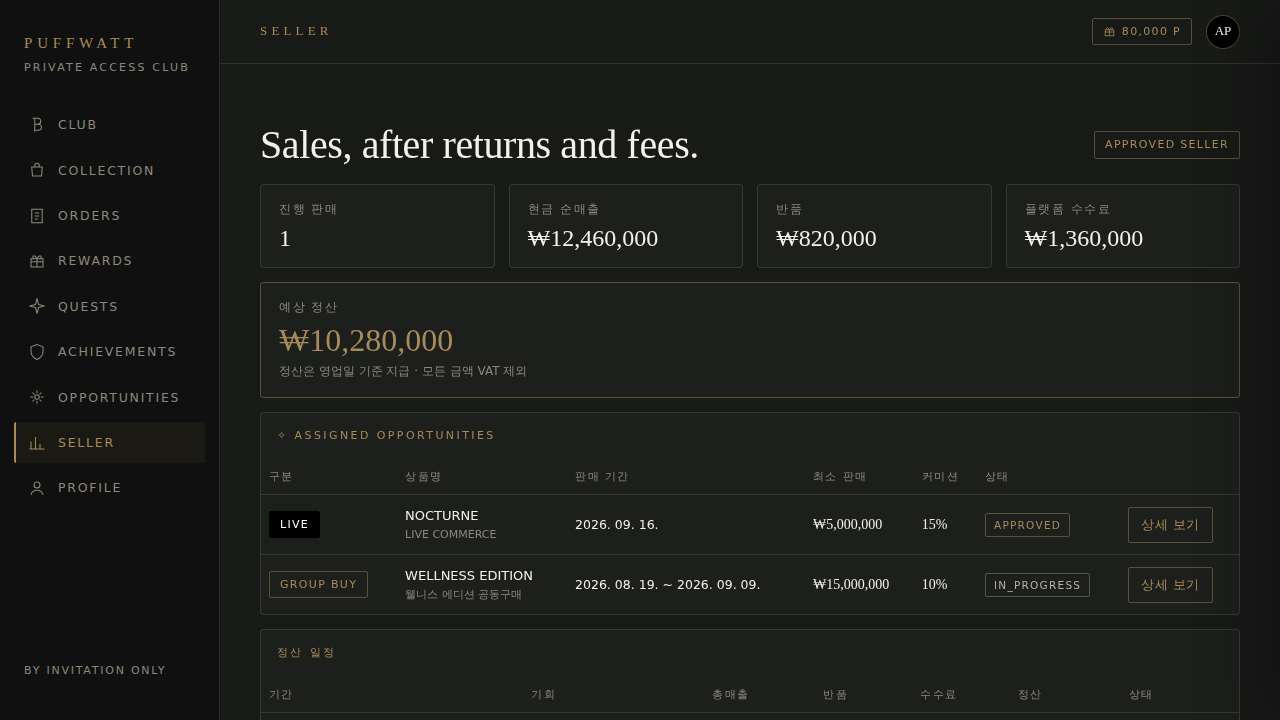 PUFFWATT
PRIVATE ACCESS CLUB
CLUB
COLLECTION
ORDERS
REWARDS
QUESTS
ACHIEVEMENTS
OPPORTUNITIES
SELLER
PROFILE
BY INVITATION ONLY
SELLER
80,000 P
AP
Sales, after returns and fees.
APPROVED SELLER
진행 판매
1
현금 순매출
₩12,460,000
반품
₩820,000
플랫폼 수수료
₩1,360,000
예상 정산
₩10,280,000
정산은 영업일 기준 지급 · 모든 금액 VAT 제외
✧ ASSIGNED OPPORTUNITIES
구분 상품명 판매 기간 최소 판매 커미션 상태
LIVE NOCTURNE 2026. 09. 16. ₩5,000,000 15% APPROVED 상세 보기
LIVE COMMERCE
GROUP BUY WELLNESS EDITION 2026. 08. 19. ~ 2026. 09. 09. ₩15,000,000 10% IN_PROGRESS 상세 보기
웰니스 에디션 공동구매
정산 일정
기간 기회 총매출 반품 수수료 정산 상태